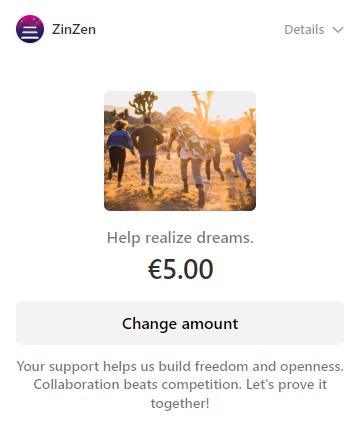 ZinZen
Details
Help realize dreams.
€5.00
Change amount
Your support helps us build freedom and openness.
Collaboration beats competition. Let's prove it
together!